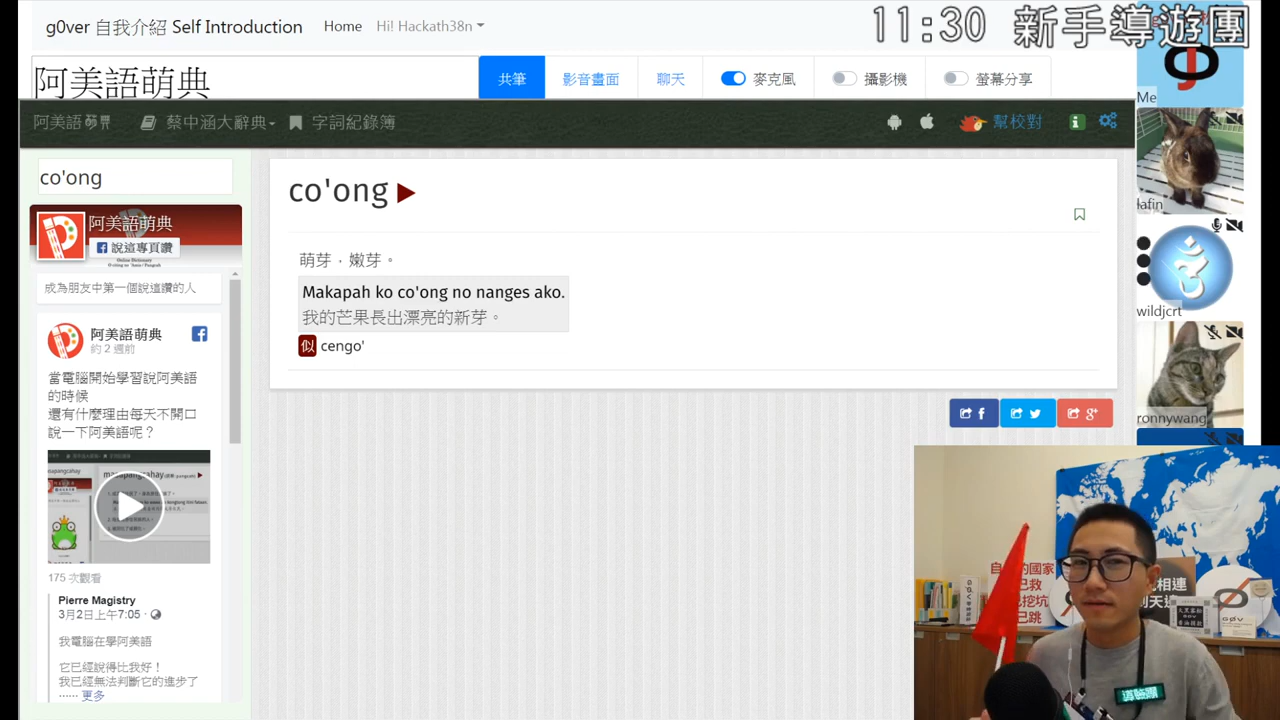 g0ver 自我介紹 Self Introduction
Home
Hi! Hackath38n
11:30 新手導遊團
阿美語萌典
共筆
影音畫面
聊天
麥克風
攝影機
螢幕分享
Me
阿美語萌典
蔡中涵大辭典
字詞紀錄簿
幫校對
co'ong
co'ong
阿美語萌典
說這專頁讚
成為朋友中第一個說這讚的人
萌芽，嫩芽。
Makapah ko co'ong no nanges ako.
我的芒果長出漂亮的新芽。
似 cengo'
lafin
wildjcrt
ronnywang
阿美語萌典
約 2 週前
當電腦開始學習說阿美語
的時候
還有什麼理由每天不開口
說一下阿美語呢？
175 次觀看
Pierre Magistry
3月2日上午7:05
我電腦在學阿美語
它已經說得比我好！
我已經無法判斷它的進步了
⋯⋯ 更多
導遊團